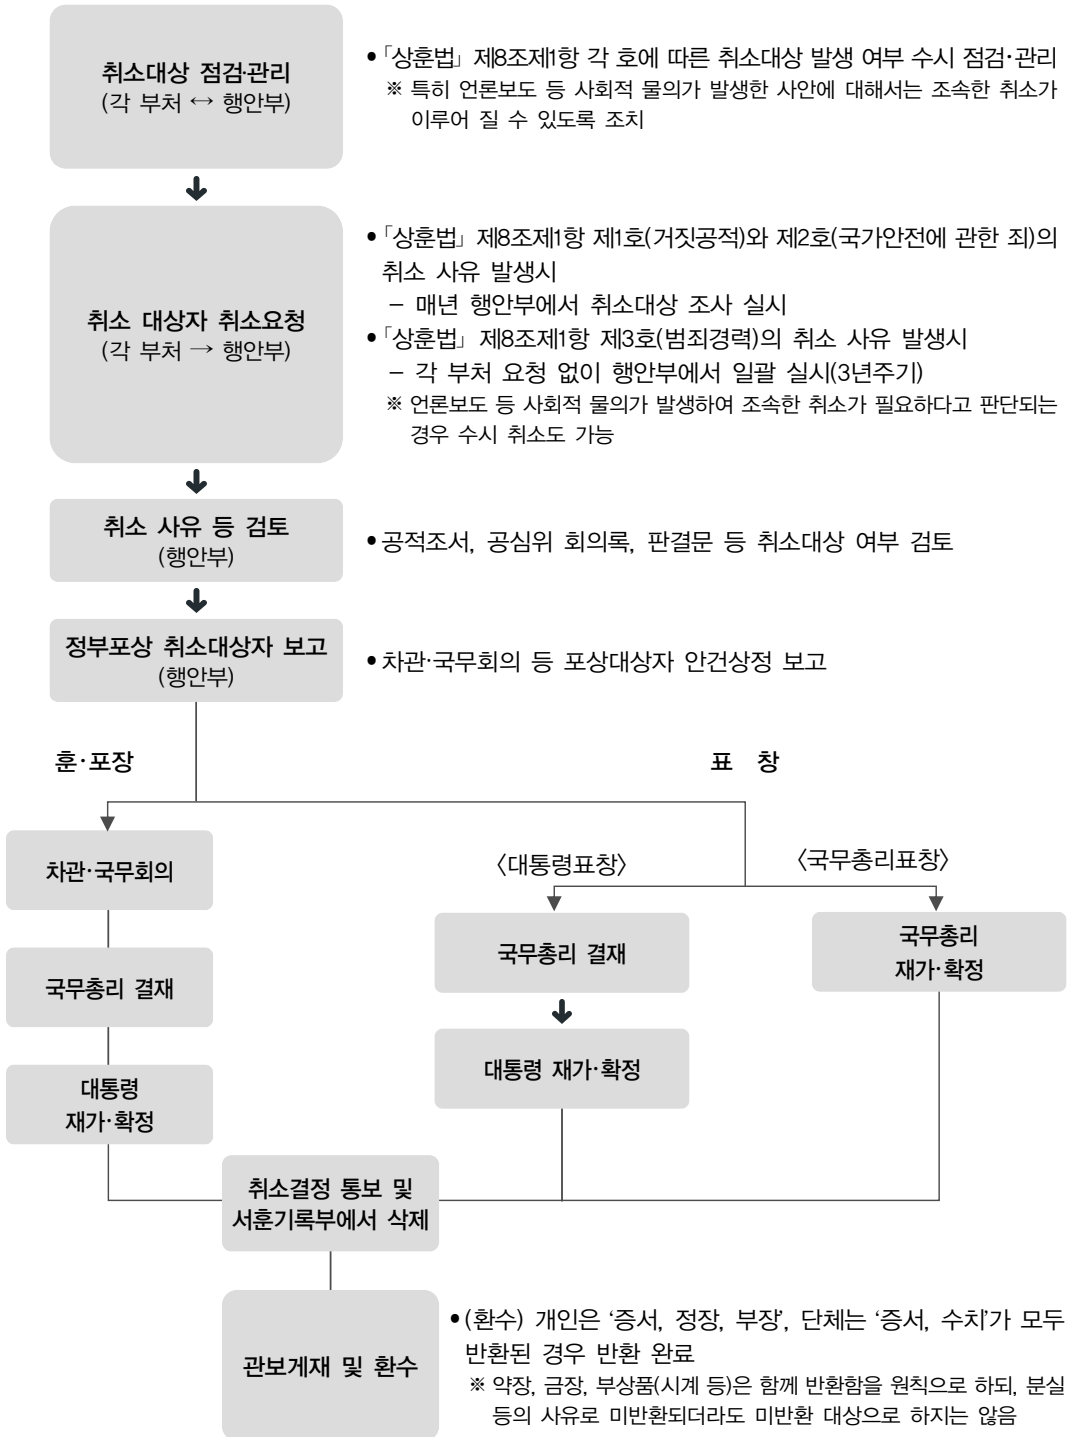 취소대상 점검·관리
(각 부처 ↔ 행안부)
•「상훈법」 제8조제1항 각 호에 따른 취소대상 발생 여부 수시 점검·관리
※ 특히 언론보도 등 사회적 물의가 발생한 사안에 대해서는 조속한 취소가
이루어 질 수 있도록 조치
취소 대상자 취소요청
(각 부처 → 행안부)
•「상훈법」 제8조제1항 제1호(거짓공적)와 제2호(국가안전에 관한 죄)의
취소 사유 발생시
– 매년 행안부에서 취소대상 조사 실시
•「상훈법」 제8조제1항 제3호(범죄경력)의 취소 사유 발생시
– 각 부처 요청 없이 행안부에서 일괄 실시(3년주기)
※ 언론보도 등 사회적 물의가 발생하여 조속한 취소가 필요하다고 판단되는
경우 수시 취소도 가능
취소 사유 등 검토
(행안부)
• 공적조서, 공심위 회의록, 판결문 등 취소대상 여부 검토
정부포상 취소대상자 보고
(행안부)
• 차관·국무회의 등 포상대상자 안건상정 보고
훈·포장
표 창
차관·국무회의
국무총리 결재
대통령
재가·확정
〈대통령표창〉
〈국무총리표창〉
국무총리 결재
대통령 재가·확정
국무총리
재가·확정
취소결정 통보 및
서훈기록부에서 삭제
관보게재 및 환수
• (환수) 개인은 ‘증서, 정장, 부장’, 단체는 ‘증서, 수치’가 모두
반환된 경우 반환 완료
※ 약장, 금장, 부상품(시계 등)은 함께 반환함을 원칙으로 하되, 분실
등의 사유로 미반환되더라도 미반환 대상으로 하지는 않음